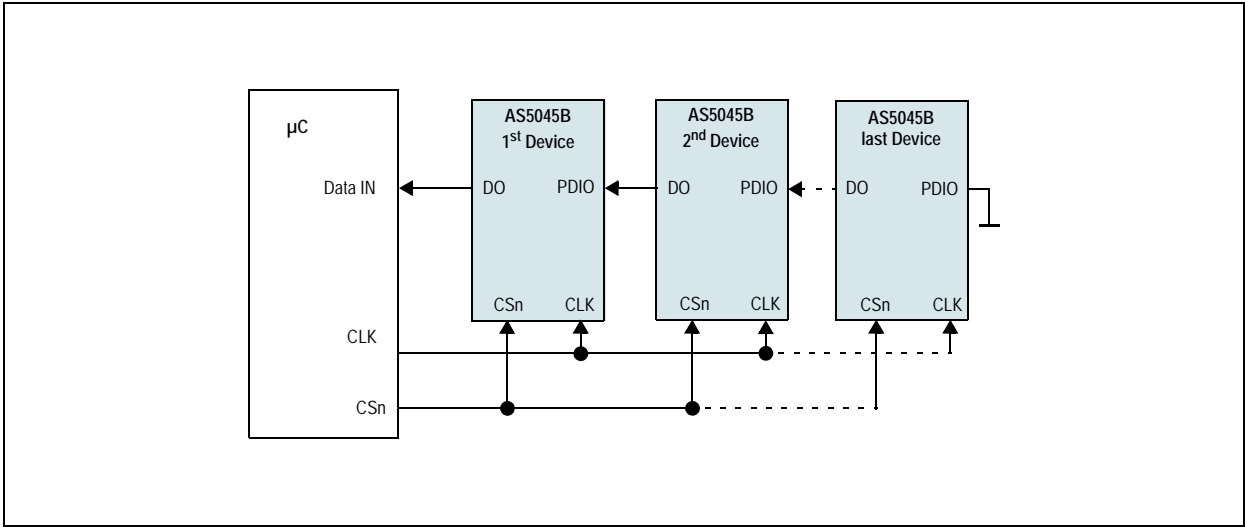 µC
AS5045B
1st Device
AS5045B
2nd Device
AS5045B
last Device
Data IN
DO
PDIO
DO
PDIO
DO
PDIO
CSn
CLK
CSn
CLK
CSn
CLK
CLK
CSn